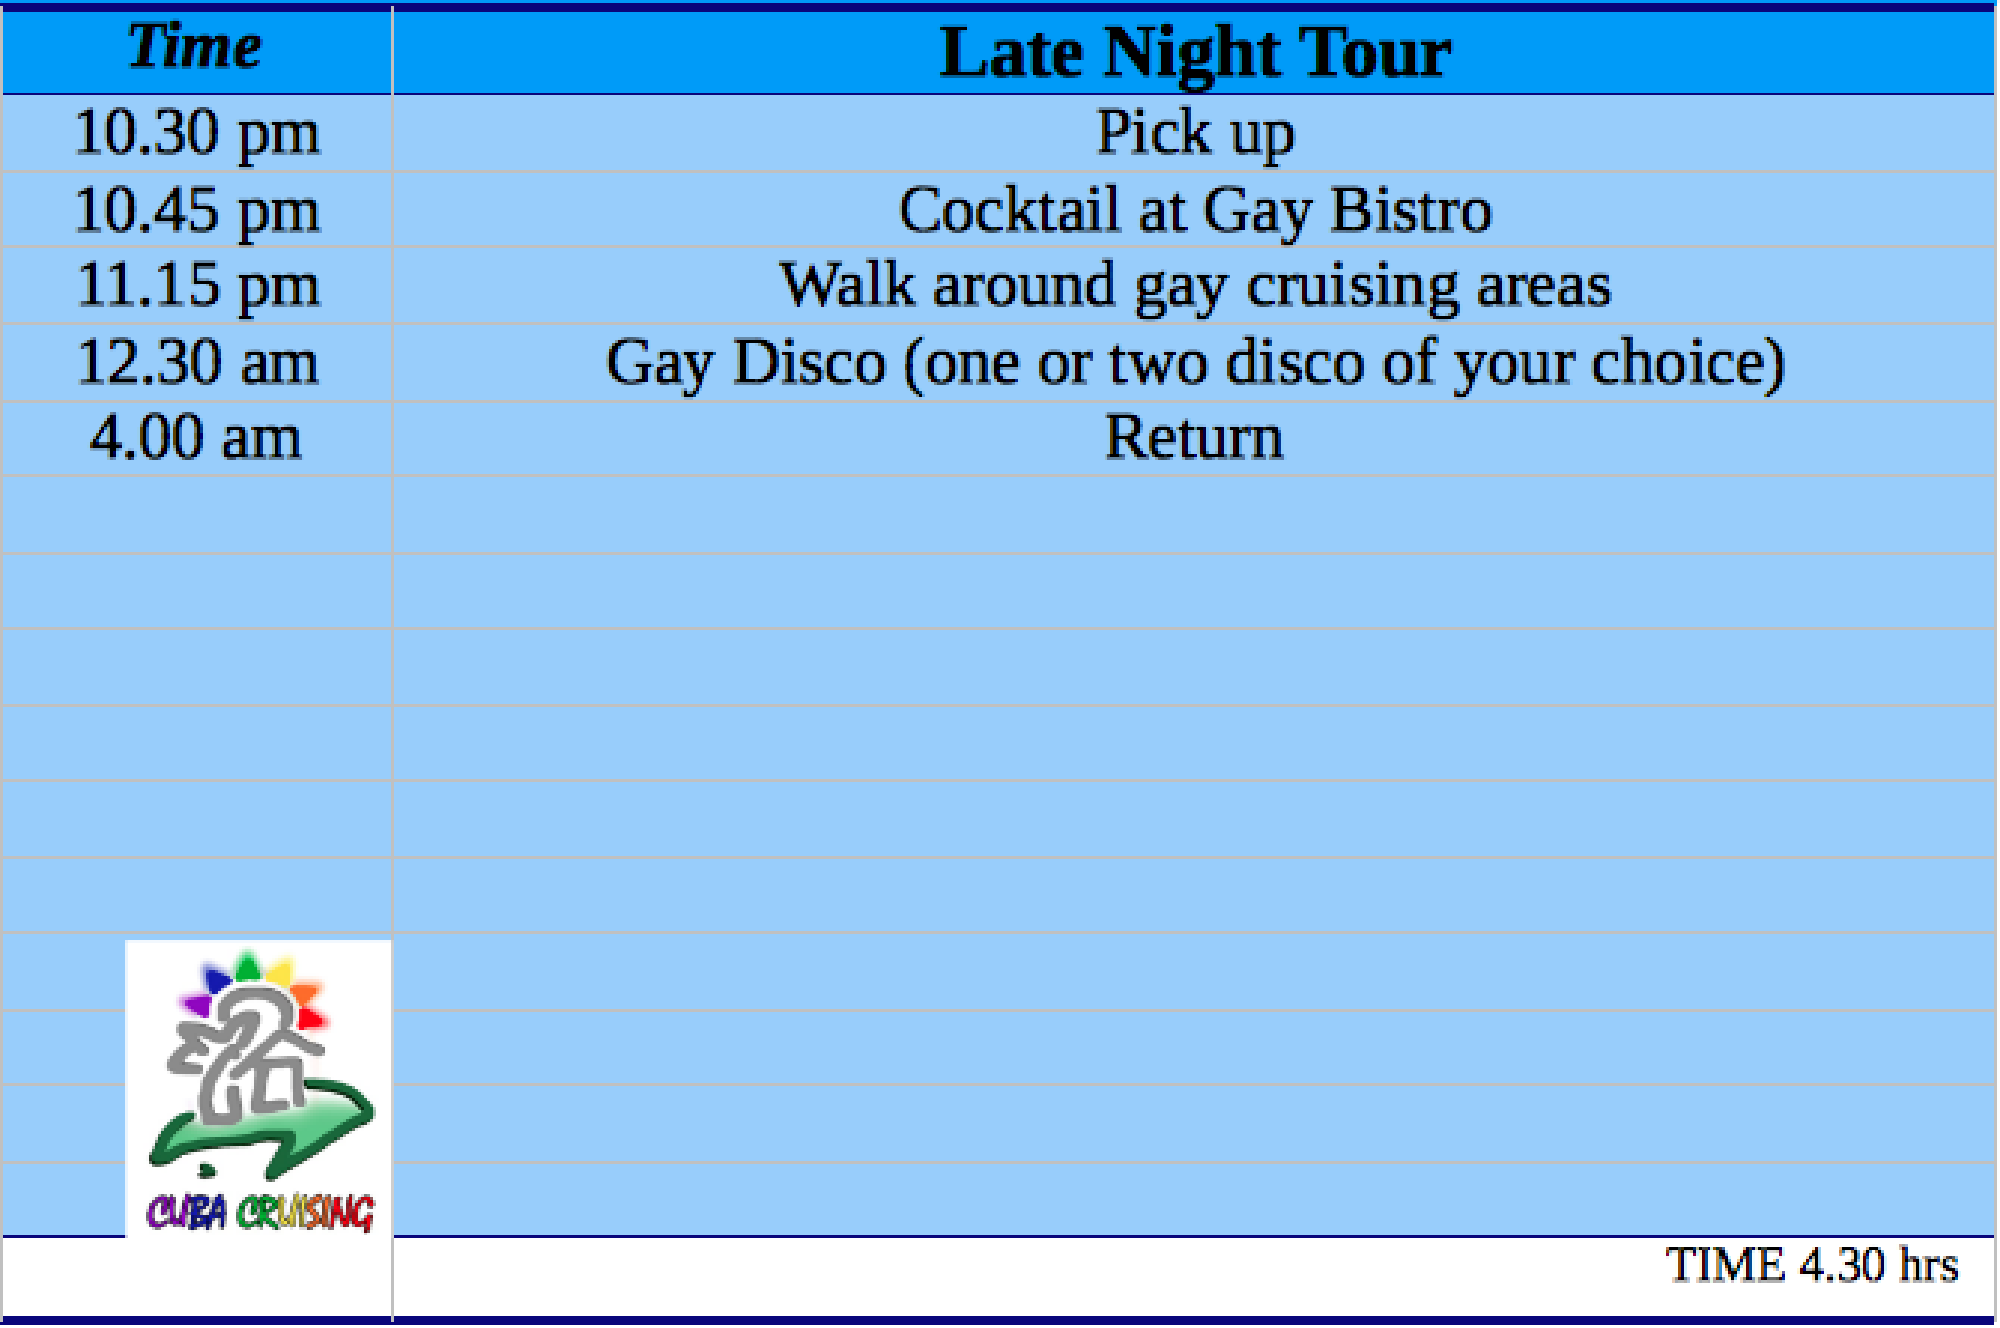 Time Late Night Tour
10.30 pm Pick up
10.45 pm Cocktail at Gay Bistro
11.15 pm Walk around gay cruising areas
12.30 am Gay Disco (one or two disco of your choice)
4.00 am Return
CUBA CRUISING
TIME 4.30 hrs